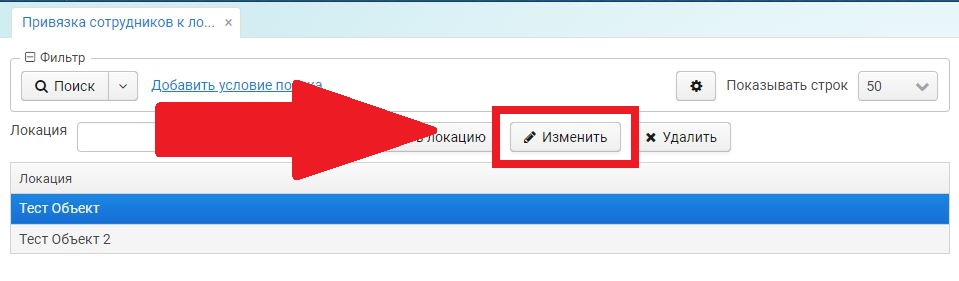 Привязка сотрудников к ло... ×
Фильтр
Поиск
Добавить условие поиска
Показывать строк 50
Локация
локацию
Изменить
Удалить
Локация
Тест Объект
Тест Объект 2